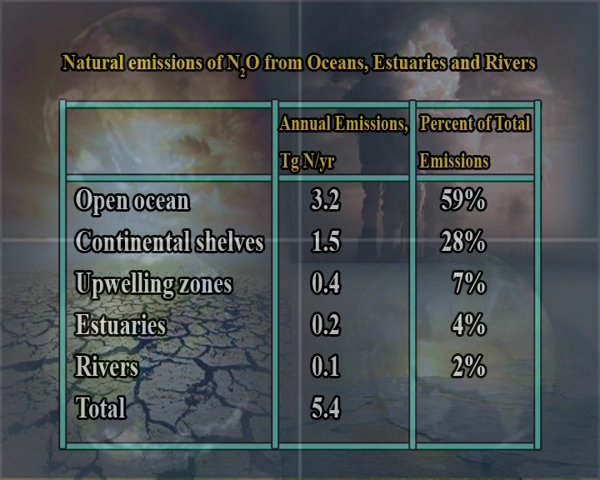 Natural emissions of N2O from Oceans, Estuaries and Rivers
Annual Emissions, Percent of Total
Tg N/yr Emissions
Open ocean 3.2 59%
Continental shelves 1.5 28%
Upwelling zones 0.4 7%
Estuaries 0.2 4%
Rivers 0.1 2%
Total 5.4